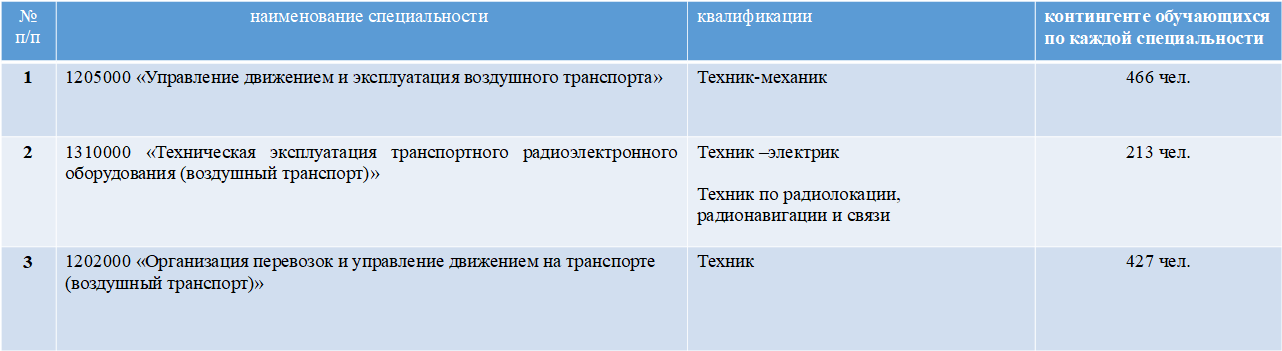 № п/п
наименование специальности
квалификации
контингенте обучающихся
по каждой специальности
1
1205000 «Управление движением и эксплуатация воздушного транспорта»
Техник-механик
466 чел.
2
1310000 «Техническая эксплуатация транспортного радиоэлектронного
оборудования (воздушный транспорт)»
Техник –электрик
Техник по радиолокации,
радионавигации и связи
213 чел.
3
1202000 «Организация перевозок и управление движением на транспорте
(воздушный транспорт)»
Техник
427 чел.